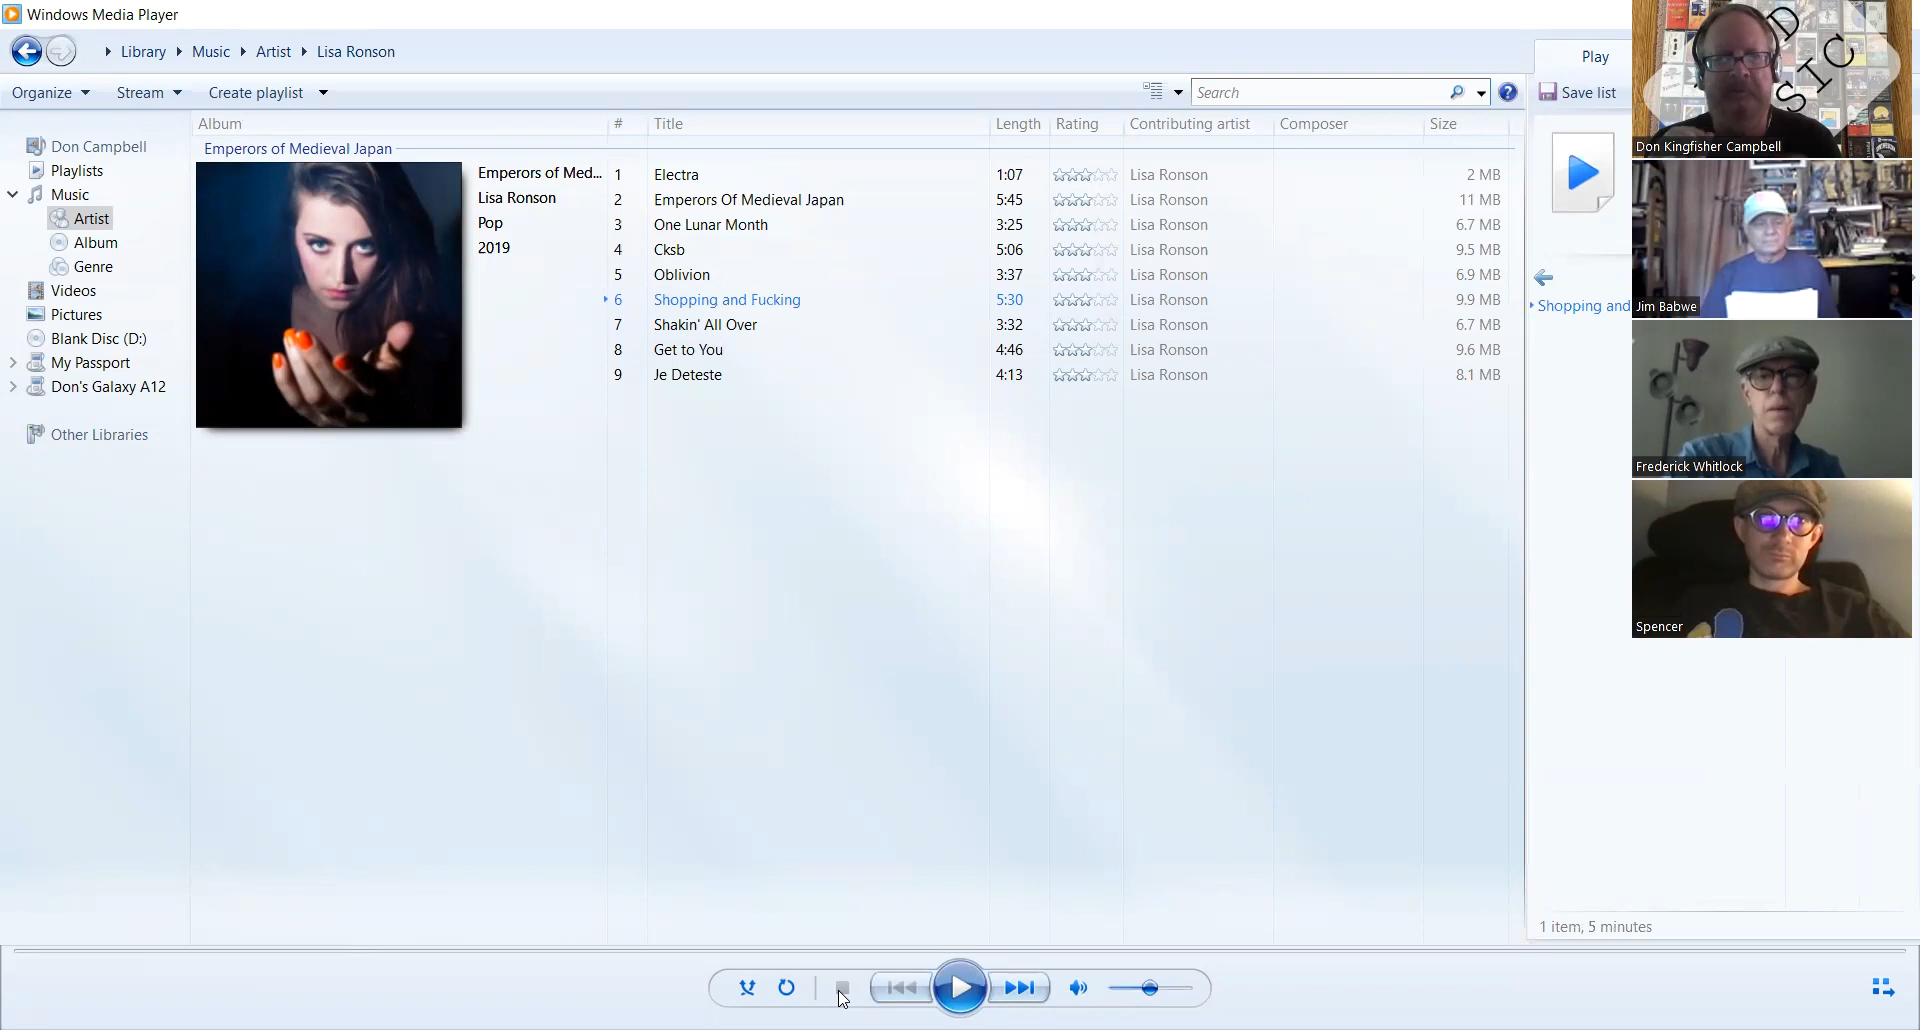 Windows Media Player
Library Music Artist Lisa Ronson
Organize Stream Create playlist Search Play
Save list
Album # Title Length Rating Contributing artist Composer Size
Emperors of Medieval Japan
Emperors of Med...
Lisa Ronson
Pop
2019
1 Electra 1:07 Lisa Ronson 2 MB
2 Emperors Of Medieval Japan 5:45 Lisa Ronson 11 MB
3 One Lunar Month 3:25 Lisa Ronson 6.7 MB
4 Cksb 5:06 Lisa Ronson 9.5 MB
5 Oblivion 3:37 Lisa Ronson 6.9 MB
6 Shopping and Fucking 5:30 Lisa Ronson 9.9 MB
7 Shakin' All Over 3:32 Lisa Ronson 6.7 MB
8 Get to You 4:46 Lisa Ronson 9.6 MB
9 Je Deteste 4:13 Lisa Ronson 8.1 MB
Don Campbell
Playlists
Music
Artist
Album
Genre
Videos
Pictures
Blank Disc (D:)
My Passport
Don's Galaxy A12
Other Libraries
Shopping and
1 item, 5 minutes
D
SIC
Don Kingfisher Campbell
Jim Babwe
Frederick Whitlock
Spencer